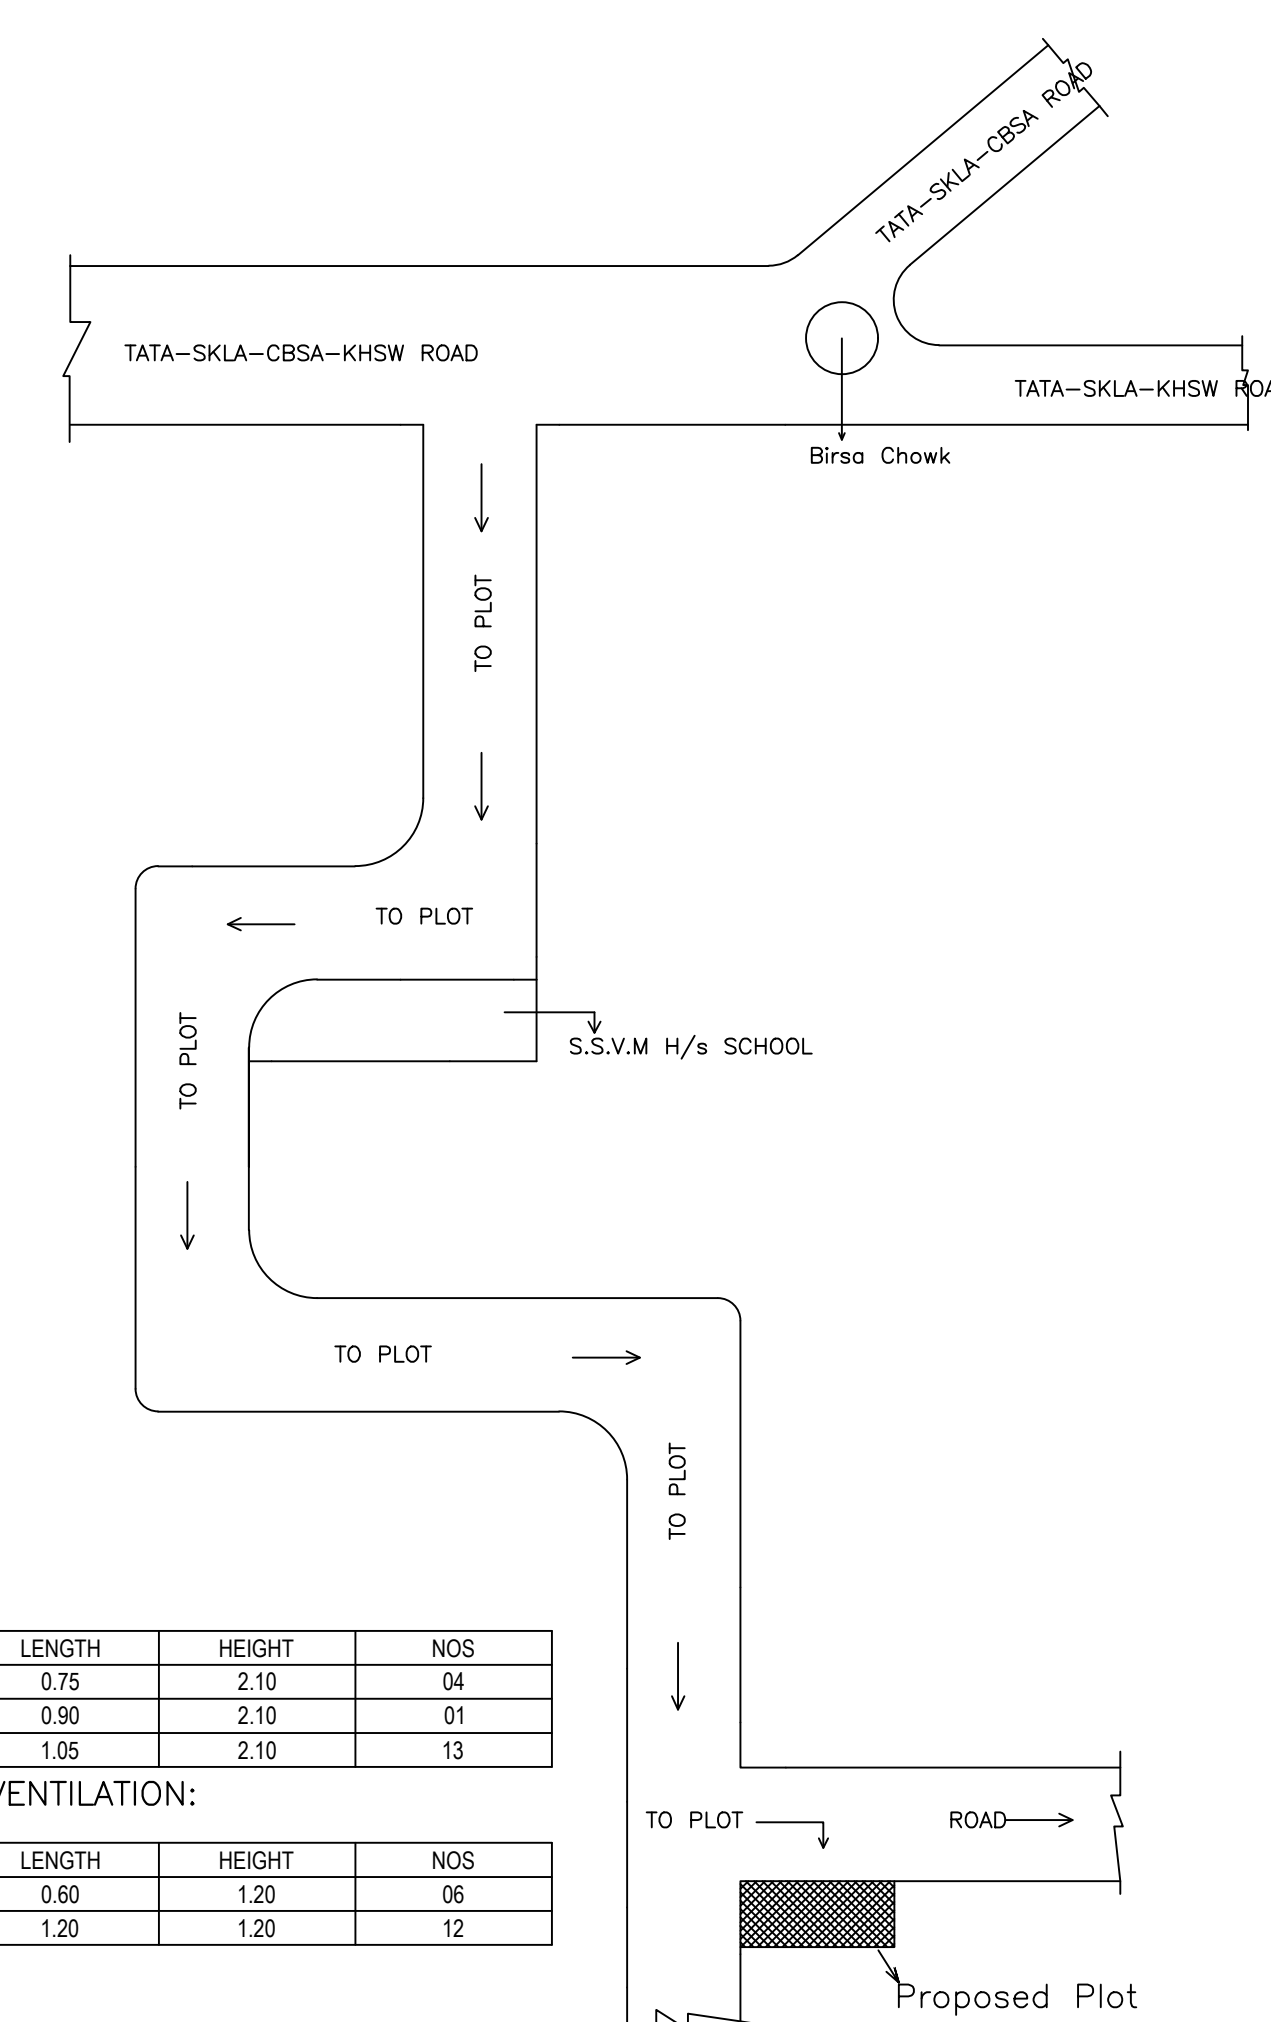 TATA-SKLA-CBSA ROAD
TATA-SKLA-CBSA-KHSW ROAD
TATA-SKLA-KHSW ROA
Birsa Chowk
TO PLOT
TO PLOT
TO PLOT
S.S.V.M H/s SCHOOL
TO PLOT
TO PLOT
LENGTH HEIGHT NOS
0.75 2.10 04
0.90 2.10 01
1.05 2.10 13
VENTILATION:
TO PLOT
ROAD
LENGTH HEIGHT NOS
0.60 1.20 06
1.20 1.20 12
Proposed Plot